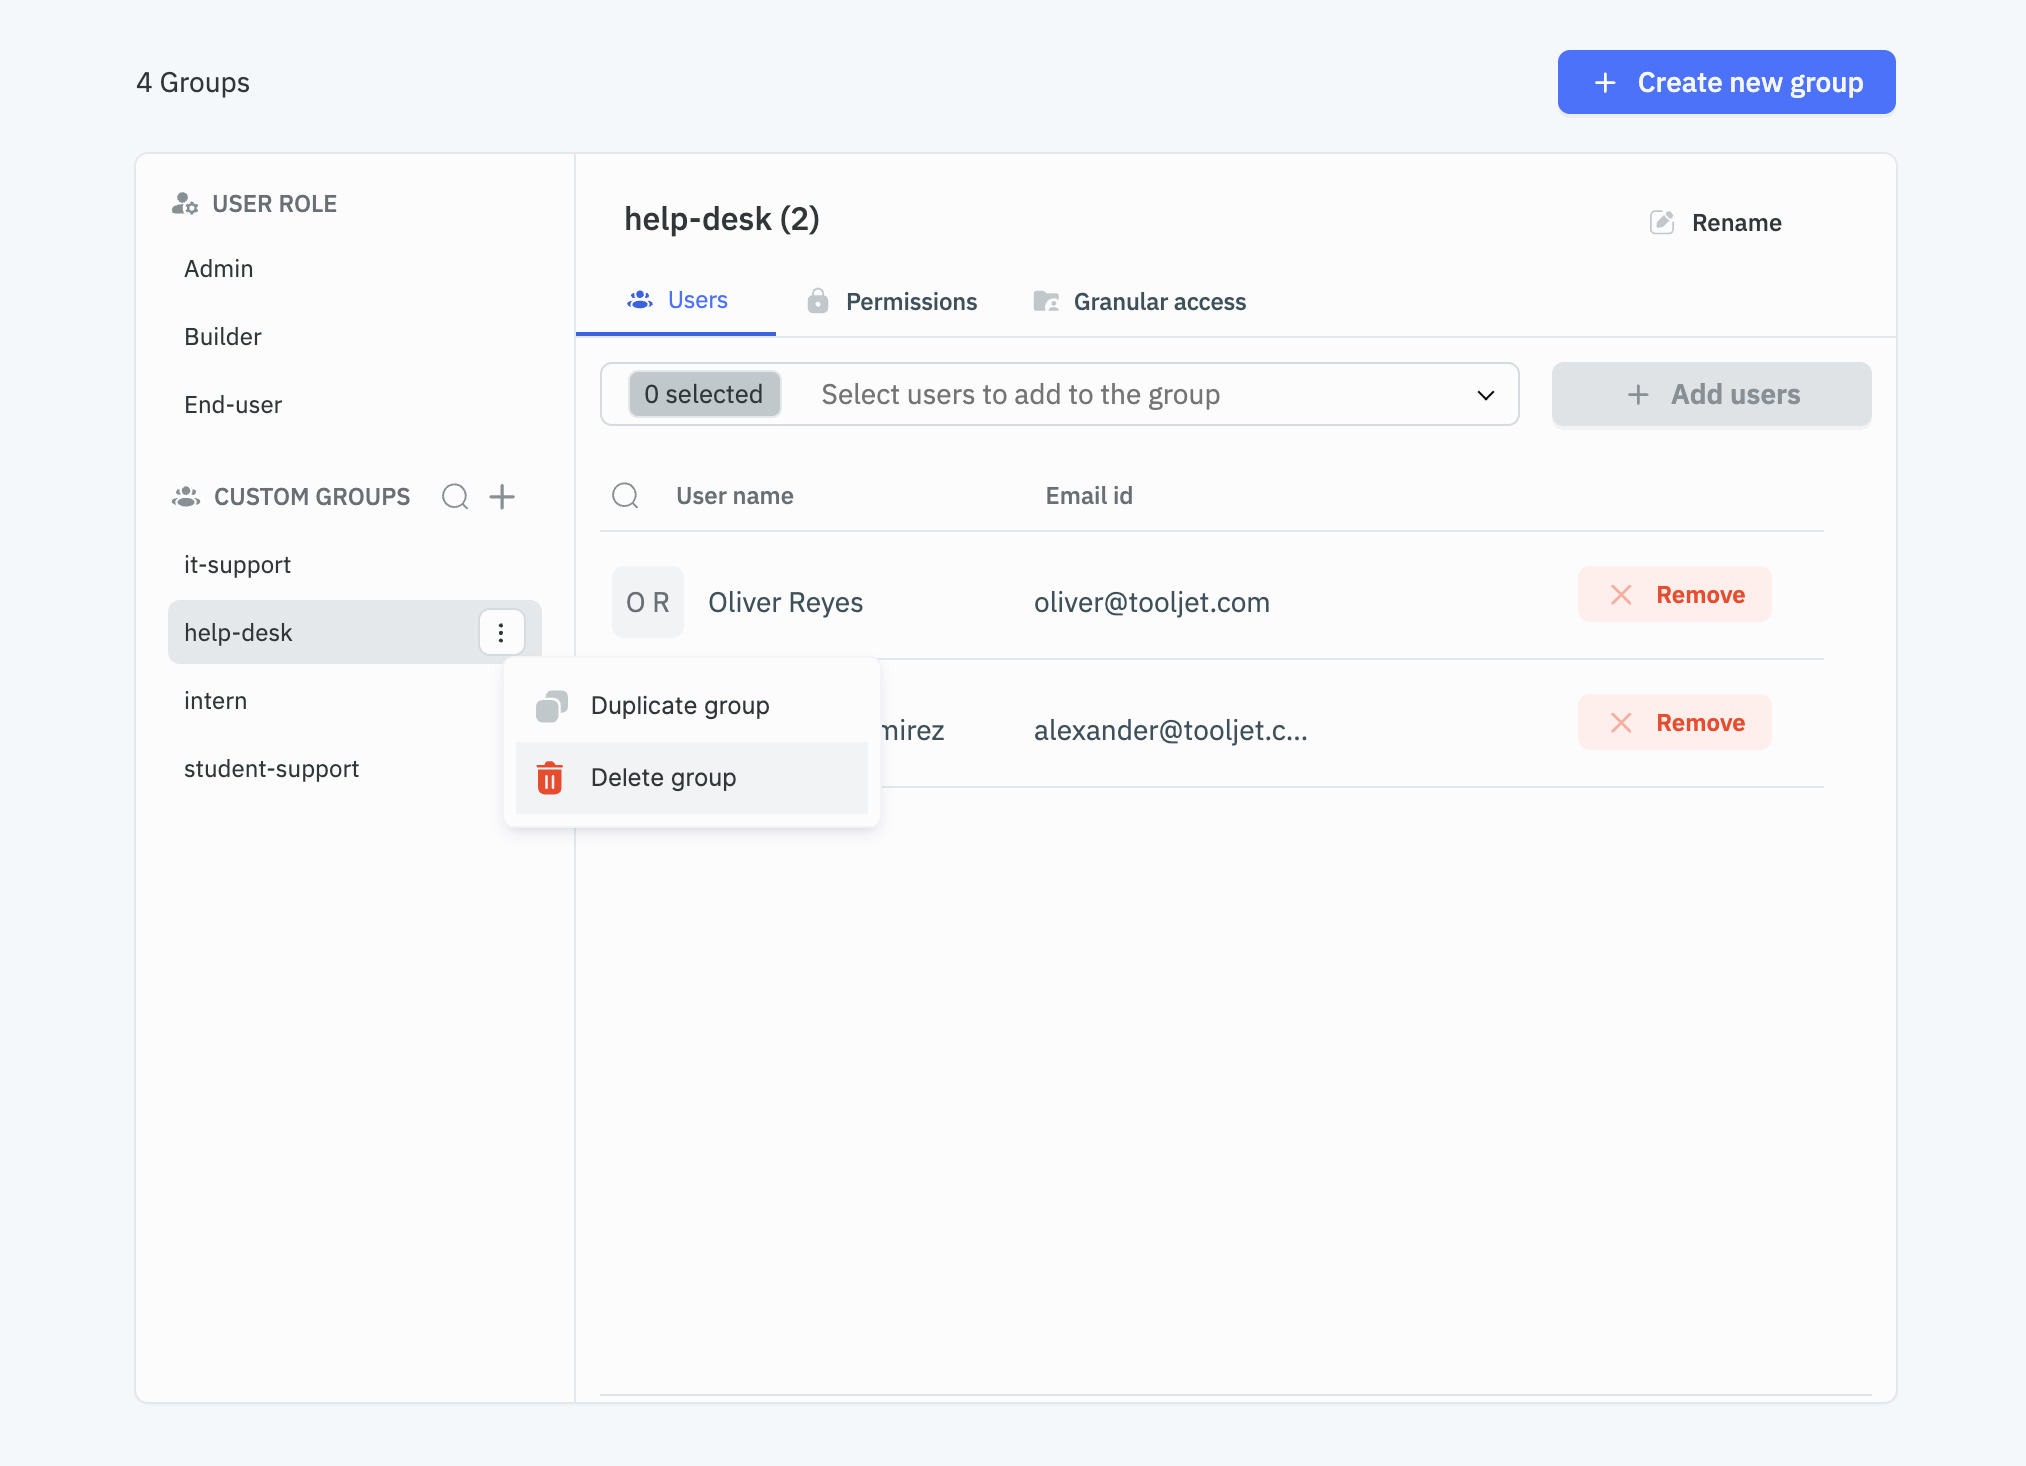 4 Groups
Create new group
USER ROLE
Admin
Builder
End-user
CUSTOM GROUPS
it-support
help-desk
intern
student-support
Duplicate group
Delete group
help-desk (2)
Rename
Users
Permissions
Granular access
0 selected
Select users to add to the group
Add users
User name
Email id
O R
Oliver Reyes
oliver@tooljet.com
Remove
mirez
alexander@tooljet.c...
Remove